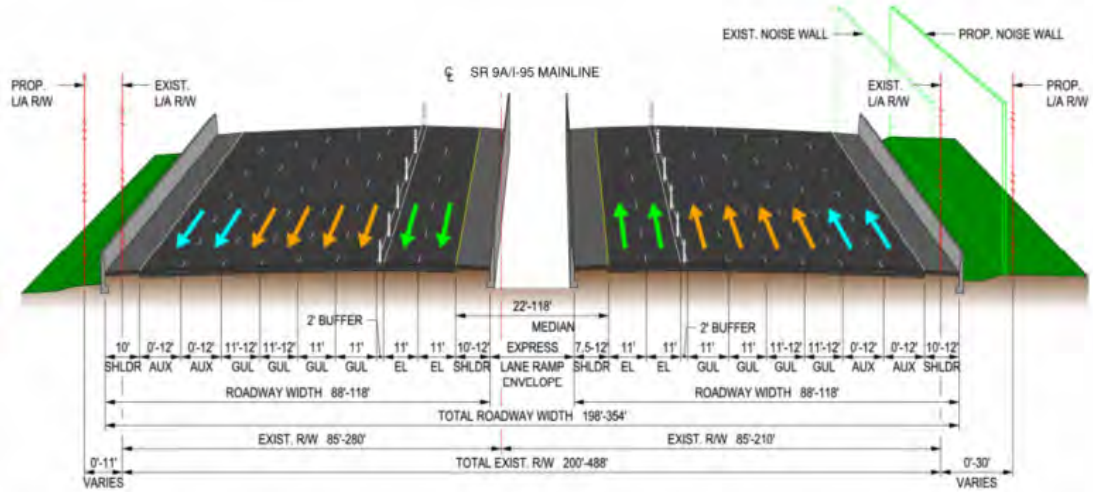 EXIST. NOISE WALL
PROP. NOISE WALL
℄ SR 9A/I-95 MAINLINE
PROP.
L/A R/W
EXIST.
L/A R/W
EXIST.
L/A R/W
PROP.
L/A R/W
22'-118'
MEDIAN
2' BUFFER
2' BUFFER
10' 0'-12' 0'-12' 11'-12' 11'-12' 11' 11' 11' 11' 10'-12' EXPRESS 7.5-12' 11' 11' 11' 11' 11'-12' 11'-12' 0'-12' 0'-12' 10'-12'
SHLDR AUX AUX GUL GUL GUL GUL EL EL SHLDR LANE RAMP SHLDR EL EL GUL GUL GUL GUL AUX AUX SHLDR
ENVELOPE
ROADWAY WIDTH 88'-118'
ROADWAY WIDTH 88'-118'
TOTAL ROADWAY WIDTH 198'-354'
EXIST. R/W 85'-280'
EXIST. R/W 85'-210'
0'-11'
TOTAL EXIST. R/W 200'-488'
0'-30'
VARIES
VARIES